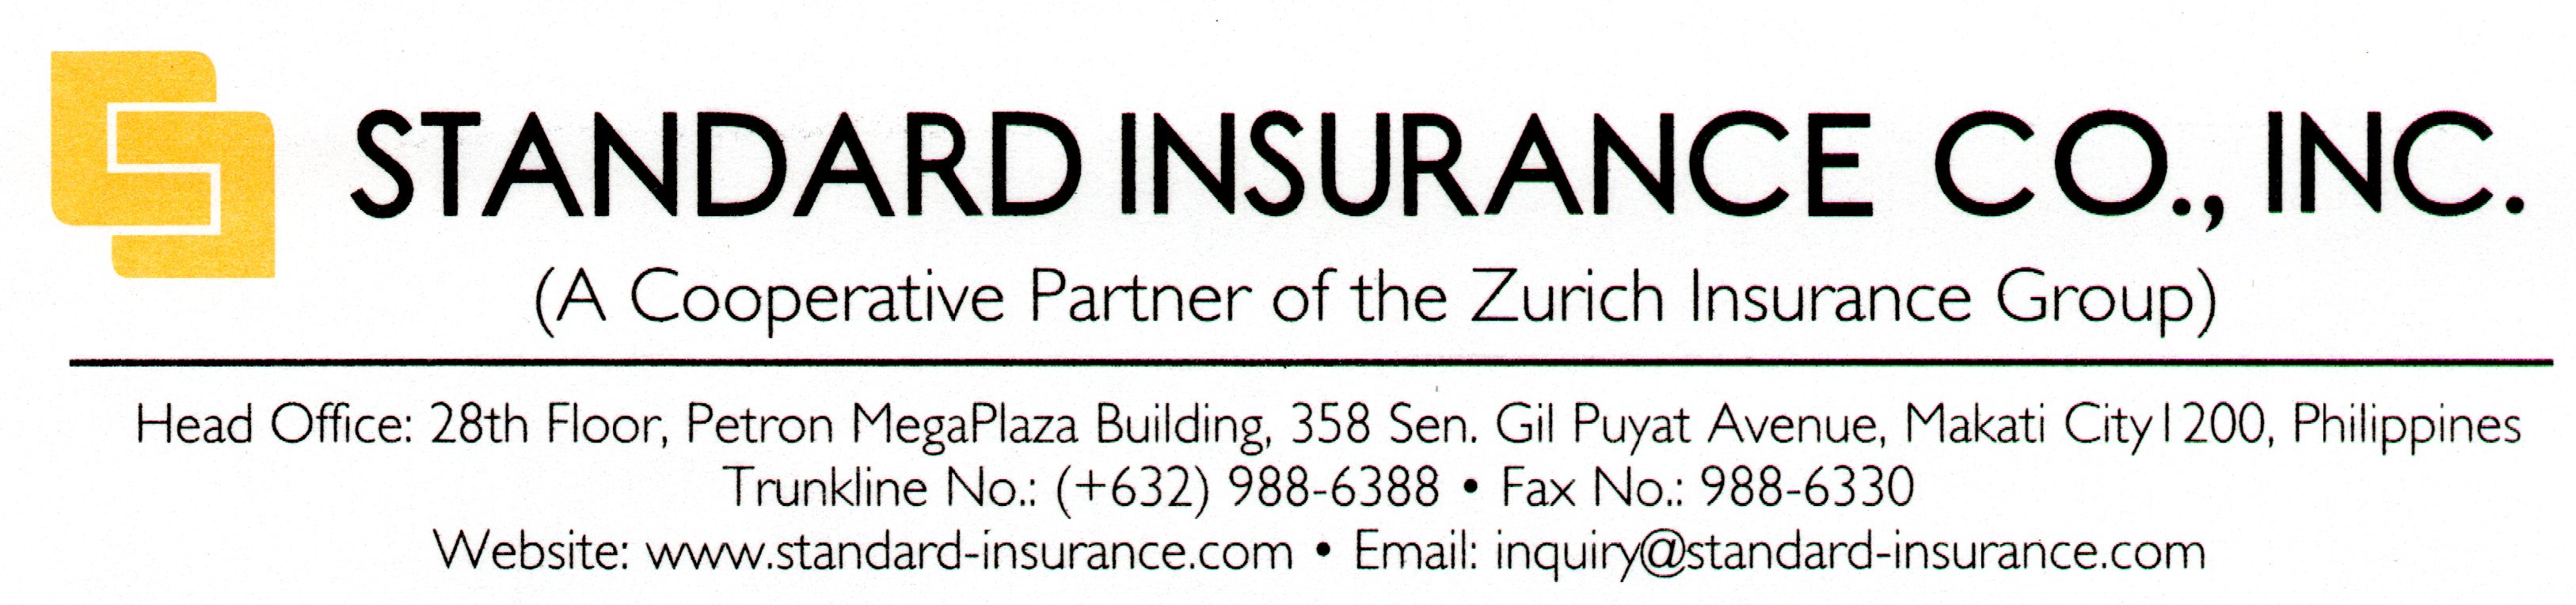 STANDARD INSURANCE CO., INC.
(A Cooperative Partner of the Zurich Insurance Group)
Head Office: 28th Floor, Petron MegaPlaza Building, 358 Sen. Gil Puyat Avenue, Makati City1200, Philippines
Trunkline No.: (+632) 988-6388 • Fax No.: 988-6330
Website: www.standard-insurance.com • Email: inquiry@standard-insurance.com